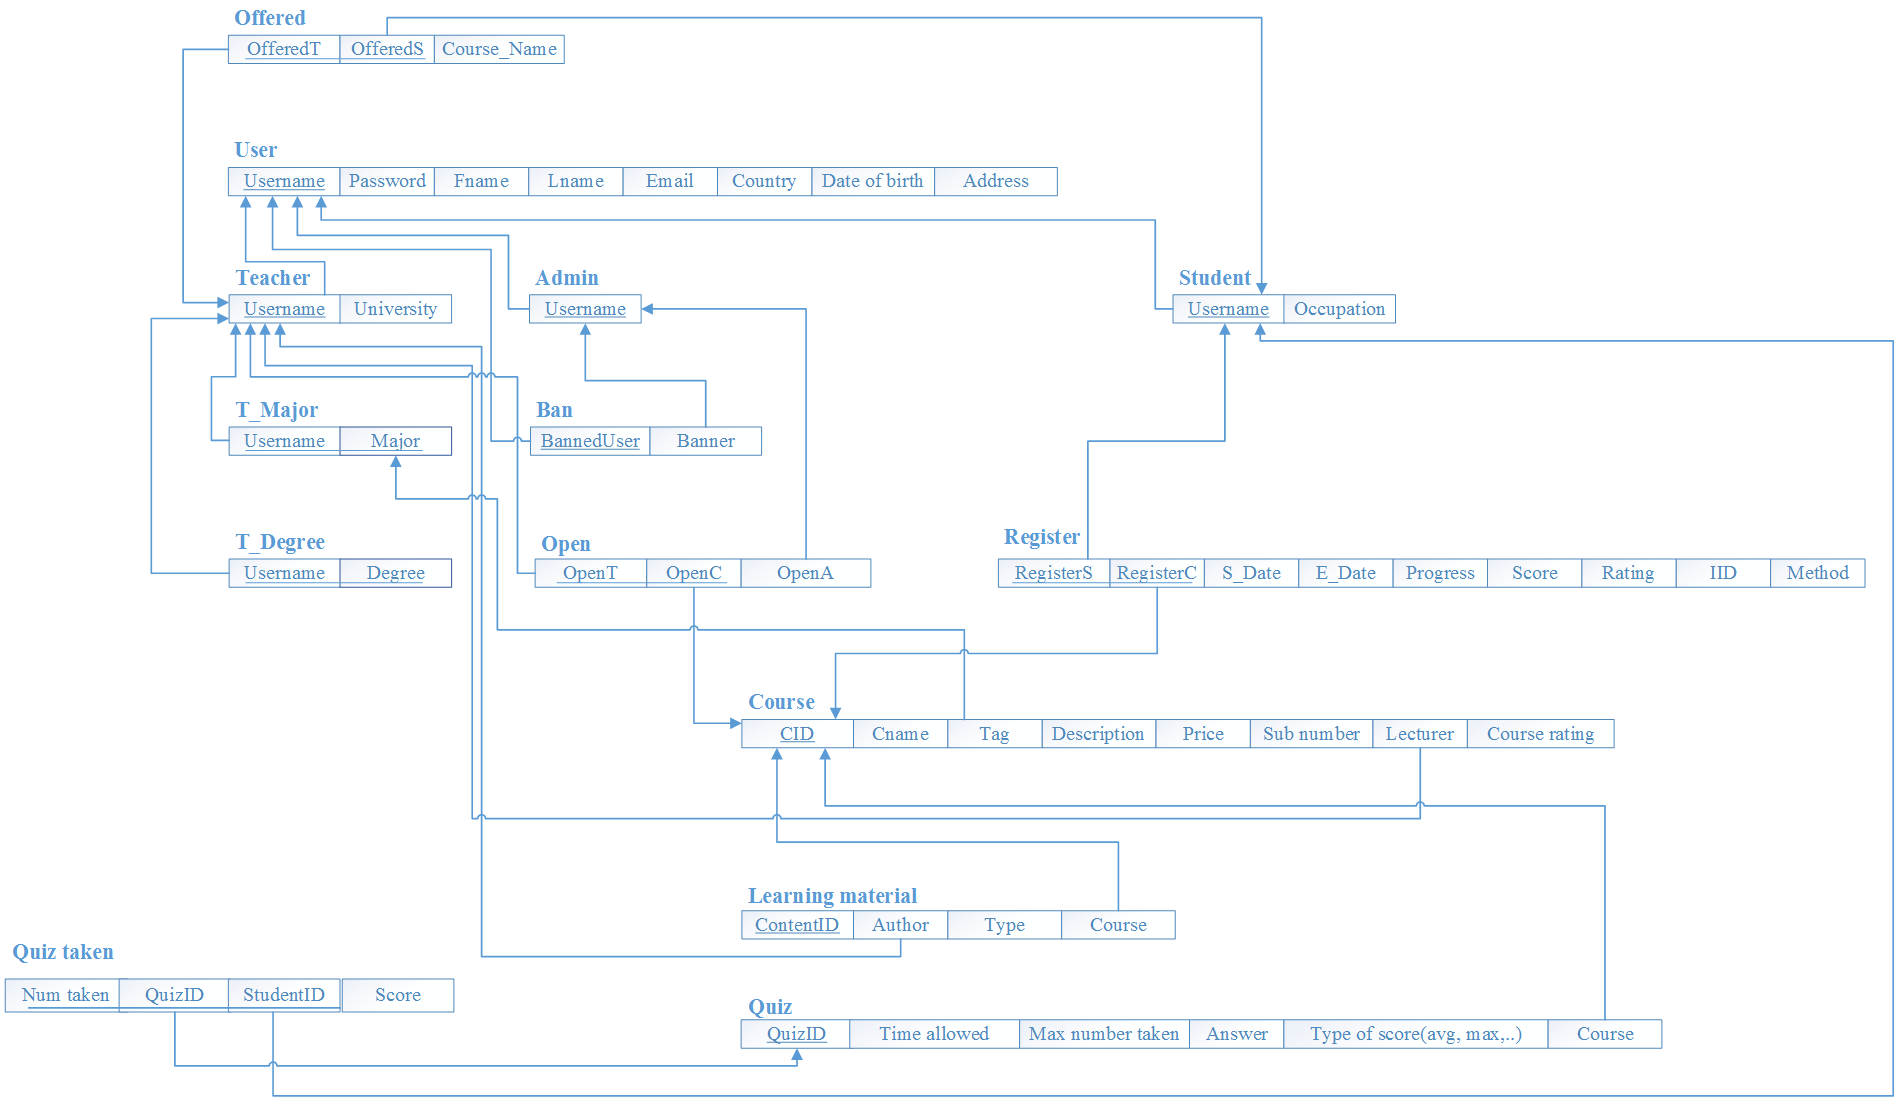 Offered
OfferedT OfferedS Course_Name
User
Username Password Fname Lname Email Country Date of birth Address
Teacher Admin Student
Username University Username Username Occupation
T_Major Ban
Username Major BannedUser Banner
T_Degree Open Register
Username Degree OpenT OpenC OpenA RegisterS RegisterC S_Date E_Date Progress Score Rating IID Method
Course
CID Cname Tag Description Price Sub number Lecturer Course rating
Learning material
ContentID Author Type Course
Quiz taken
Num taken QuizID StudentID Score
Quiz
QuizID Time allowed Max number taken Answer Type of score(avg, max,..) Course